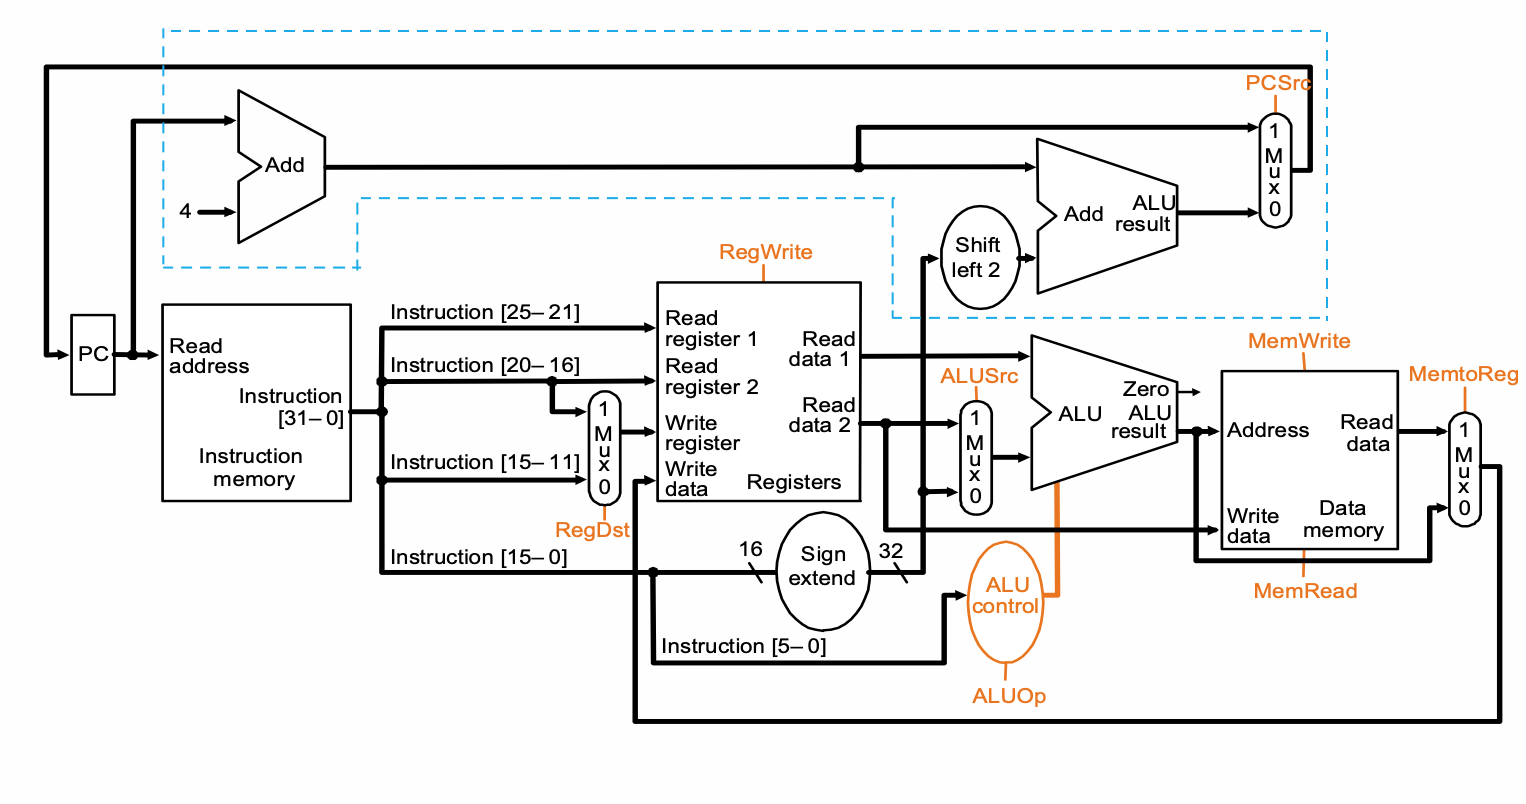 PCSrc
1
M
u
x
0
Add
4
Add
ALU
result
Shift
left 2
RegWrite
PC
Read
address
Instruction
[31–0]
Instruction
memory
Instruction [25–21]
Instruction [20–16]
Instruction [15–11]
Instruction [15–0]
1
M
u
x
0
RegDst
Read
register 1
Read
register 2
Write
register
Write
data
Read
data 1
Read
data 2
Registers
ALUSrc
1
M
u
x
0
Zero
ALU
ALU
result
MemWrite
Address
Read
data
Write
data
Data
memory
MemRead
MemtoReg
1
M
u
x
0
16
Sign
extend
32
ALU
control
Instruction [5–0]
ALUOp